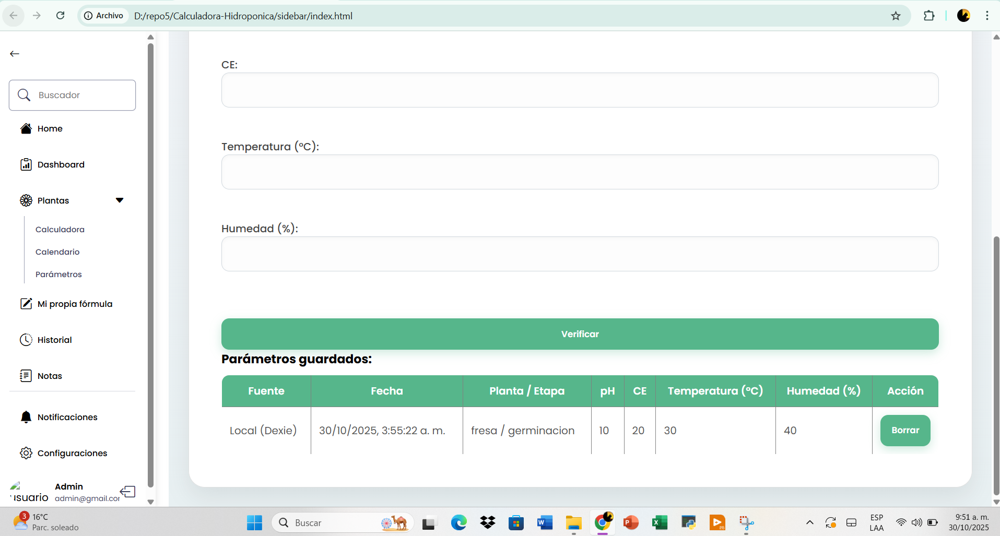 Archivo
D:/repo5/Calculadora-Hidroponica/sidebar/index.html
Buscador
Home
Dashboard
Plantas
Calculadora
Calendario
Parámetros
Mi propia fórmula
Historial
Notas
Notificaciones
Configuraciones
usuario
Admin
admin@gmail.cor
CE:
Temperatura (°C):
Humedad (%):
Verificar
Parámetros guardados:
Fuente Fecha Planta / Etapa pH CE Temperatura (°C) Humedad (%) Acción
Local (Dexie) 30/10/2025, 3:55:22 a. m. fresa / germinacion 10 20 30 40 Borrar
3
16°C
Parc. soleado
Buscar
25
ESP
LAA
9:51 a. m.
30/10/2025